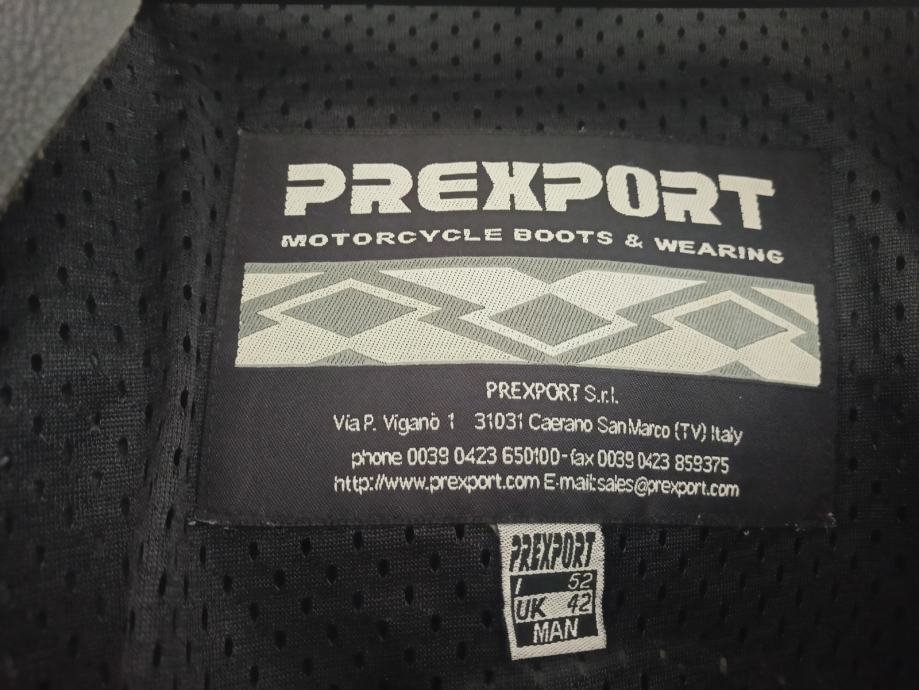 PREXPORT
MOTORCYCLE BOOTS & WEARING
PREXPORT S.r.l.
Via P. Viganò 1 31031 Caerano San Marco (TV) Italy
phone 0039 0423 650100 - fax 0039 0423 859375
http://www.prexport.com E-mail:sales@prexport.com
PREXPORT
I 52
UK 42
MAN